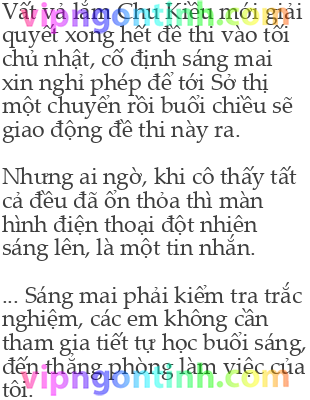 Vất vả lắm Chu Kiều mới giải
quyết xong hết đề thi vào tối
chủ nhật, cố định sáng mai
xin nghỉ phép để tới Sở thị
một chuyến rồi buổi chiều sẽ
giao động đề thi này ra.
Nhưng ai ngờ, khi cô thấy tất
cả đều đã ổn thỏa thì màn
hình điện thoại đột nhiên
sáng lên, là một tin nhắn.
... Sáng mai phải kiểm tra trắc
nghiệm, các em không cần
tham gia tiết tự học buổi sáng,
đến thẳng phòng làm việc của
tôi.
vipngontinh.com
vipngontinh.com